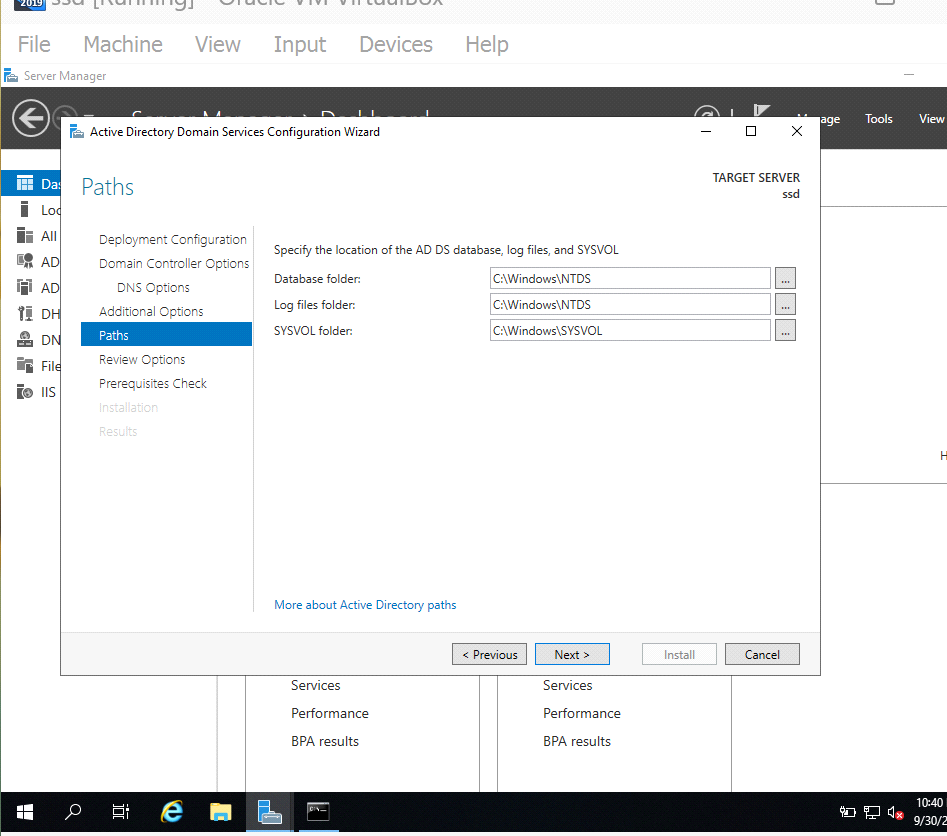 2019 ssd [Running] - Oracle VM VirtualBox
File Machine View Input Devices Help
Server Manager
Server Manager › Dashboard
Manage Tools View
Active Directory Domain Services Configuration Wizard
Paths
TARGET SERVER
ssd
Das
Loc
All
AD
AD
DH
DN
File
IIS
Deployment Configuration
Domain Controller Options
DNS Options
Additional Options
Paths
Review Options
Prerequisites Check
Installation
Results
Specify the location of the AD DS database, log files, and SYSVOL
Database folder: C:\Windows\NTDS ...
Log files folder: C:\Windows\NTDS ...
SYSVOL folder: C:\Windows\SYSVOL ...
More about Active Directory paths
< Previous Next > Install Cancel
H
Services Services
Performance Performance
BPA results BPA results
10:40
9/30/2